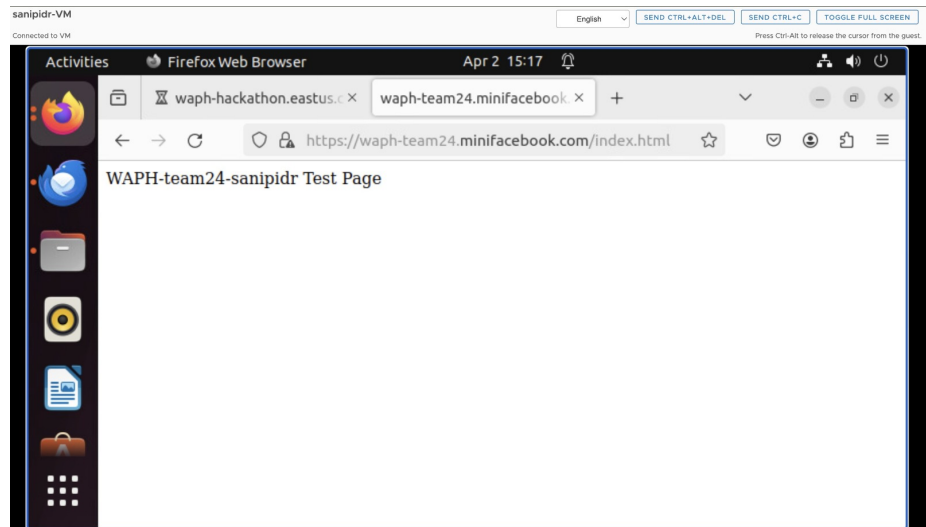 sanipidr-VM
English
SEND CTRL+ALT+DEL
SEND CTRL+C
TOGGLE FULL SCREEN
Connected to VM
Press Ctrl-Alt to release the cursor from the guest.
Activities
Firefox Web Browser
Apr 2 15:17
waph-hackathon.eastus.c
waph-team24.minifacebook.
https://waph-team24.minifacebook.com/index.html
WAPH-team24-sanipidr Test Page